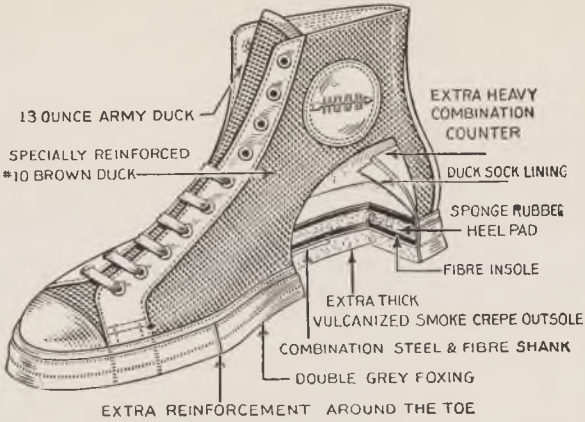 13 OUNCE ARMY DUCK
SPECIALLY REINFORCED
#10 BROWN DUCK
HOOD
EXTRA HEAVY
COMBINATION
COUNTER
DUCK SOCK LINING
SPONGE RUBBER
HEEL PAD
FIBRE INSOLE
EXTRA THICK
VULCANIZED SMOKE CREPE OUTSOLE
COMBINATION STEEL & FIBRE SHANK
DOUBLE GREY FOXING
EXTRA REINFORCEMENT AROUND THE TOE